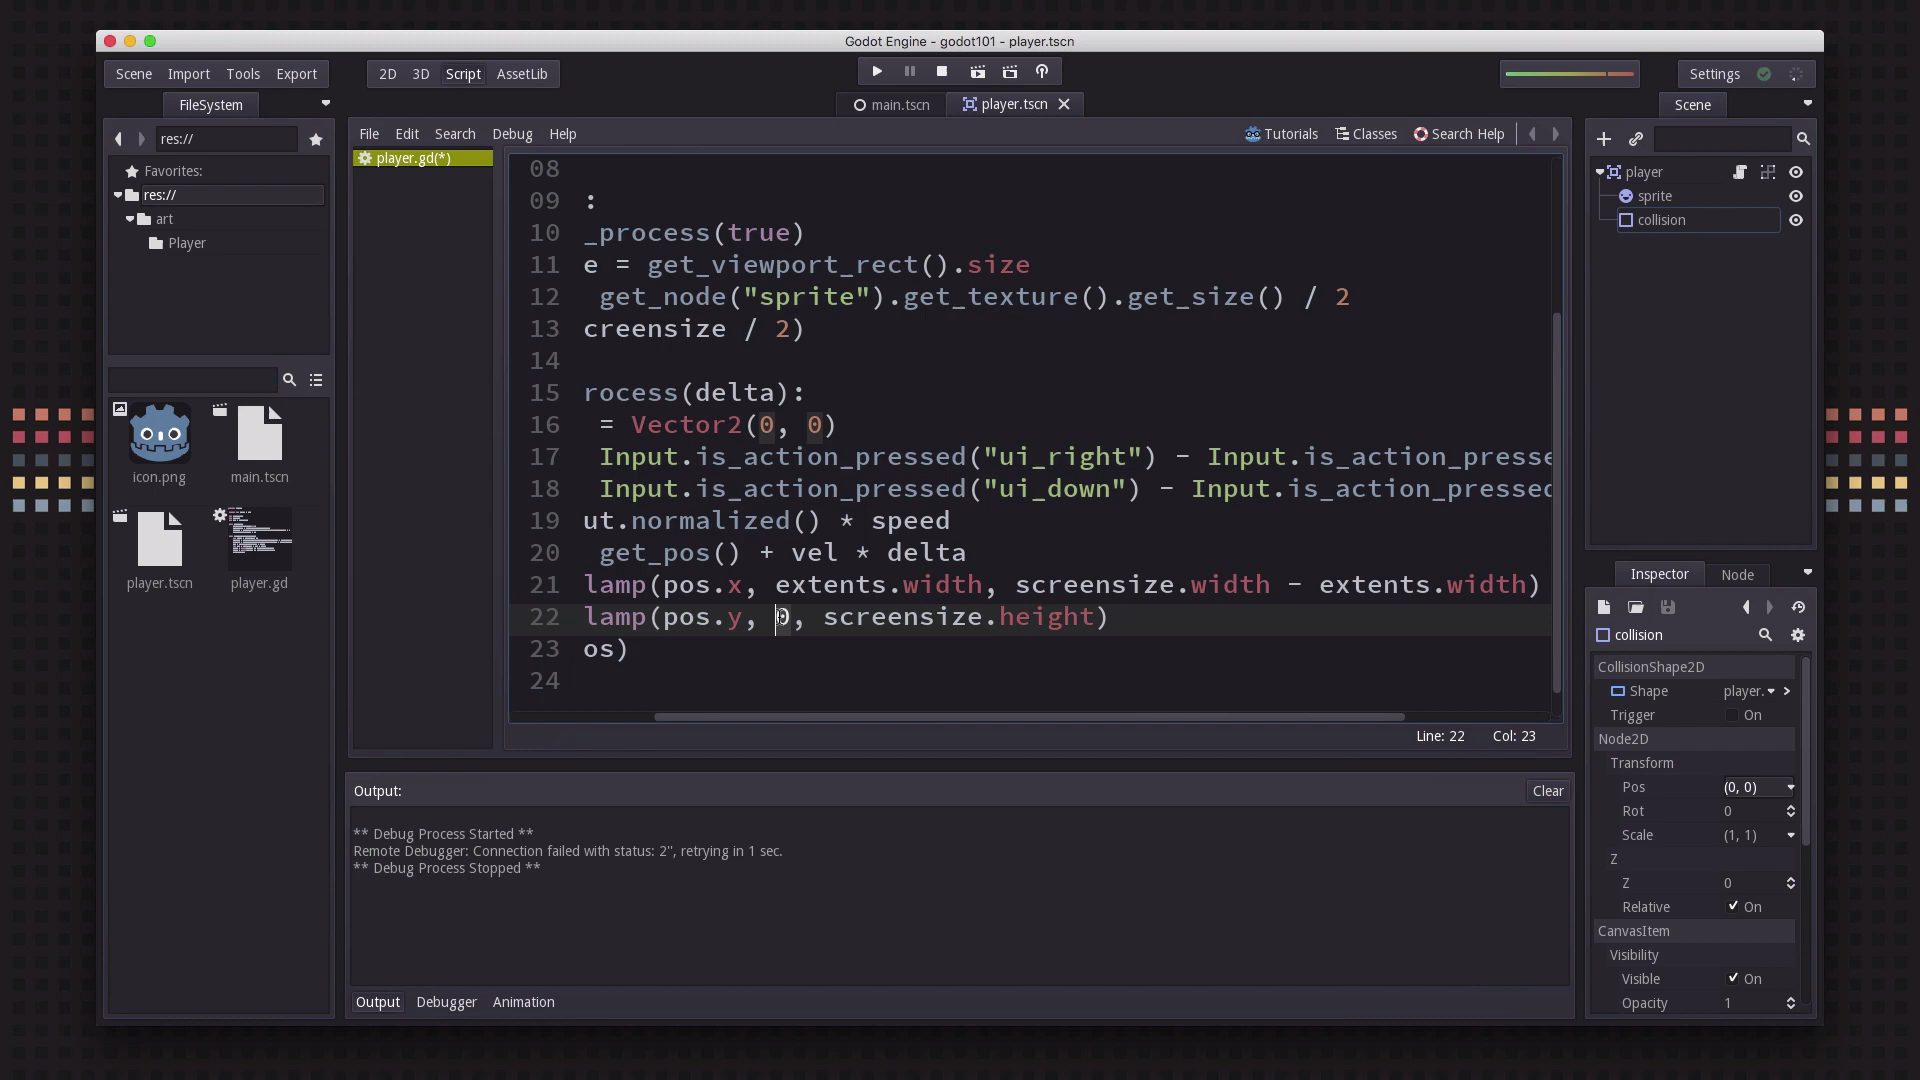 Godot Engine - godot101 - player.tscn
Scene Import Tools Export
2D 3D Script AssetLib
Settings
FileSystem
main.tscn
player.tscn
Scene
res://
File Edit Search Debug Help
Tutorials Classes Search Help
player.gd(*)
Favorites:
res://
art
Player
icon.png
main.tscn
player.tscn
player.gd
08
09 :
10 _process(true)
11 e = get_viewport_rect().size
12 get_node("sprite").get_texture().get_size() / 2
13 creensize / 2)
14
15 rocess(delta):
16 = Vector2(0, 0)
17 Input.is_action_pressed("ui_right") - Input.is_action_presse
18 Input.is_action_pressed("ui_down") - Input.is_action_pressed
19 ut.normalized() * speed
20 get_pos() + vel * delta
21 lamp(pos.x, extents.width, screensize.width - extents.width)
22 lamp(pos.y, 0, screensize.height)
23 os)
24
Line: 22 Col: 23
Output:
Clear
** Debug Process Started **
Remote Debugger: Connection failed with status: 2'', retrying in 1 sec.
** Debug Process Stopped **
Output Debugger Animation
player
sprite
collision
Inspector Node
collision
CollisionShape2D
Shape player.
Trigger On
Node2D
Transform
Pos (0, 0)
Rot 0
Scale (1, 1)
Z
Z 0
Relative On
CanvasItem
Visibility
Visible On
Opacity 1